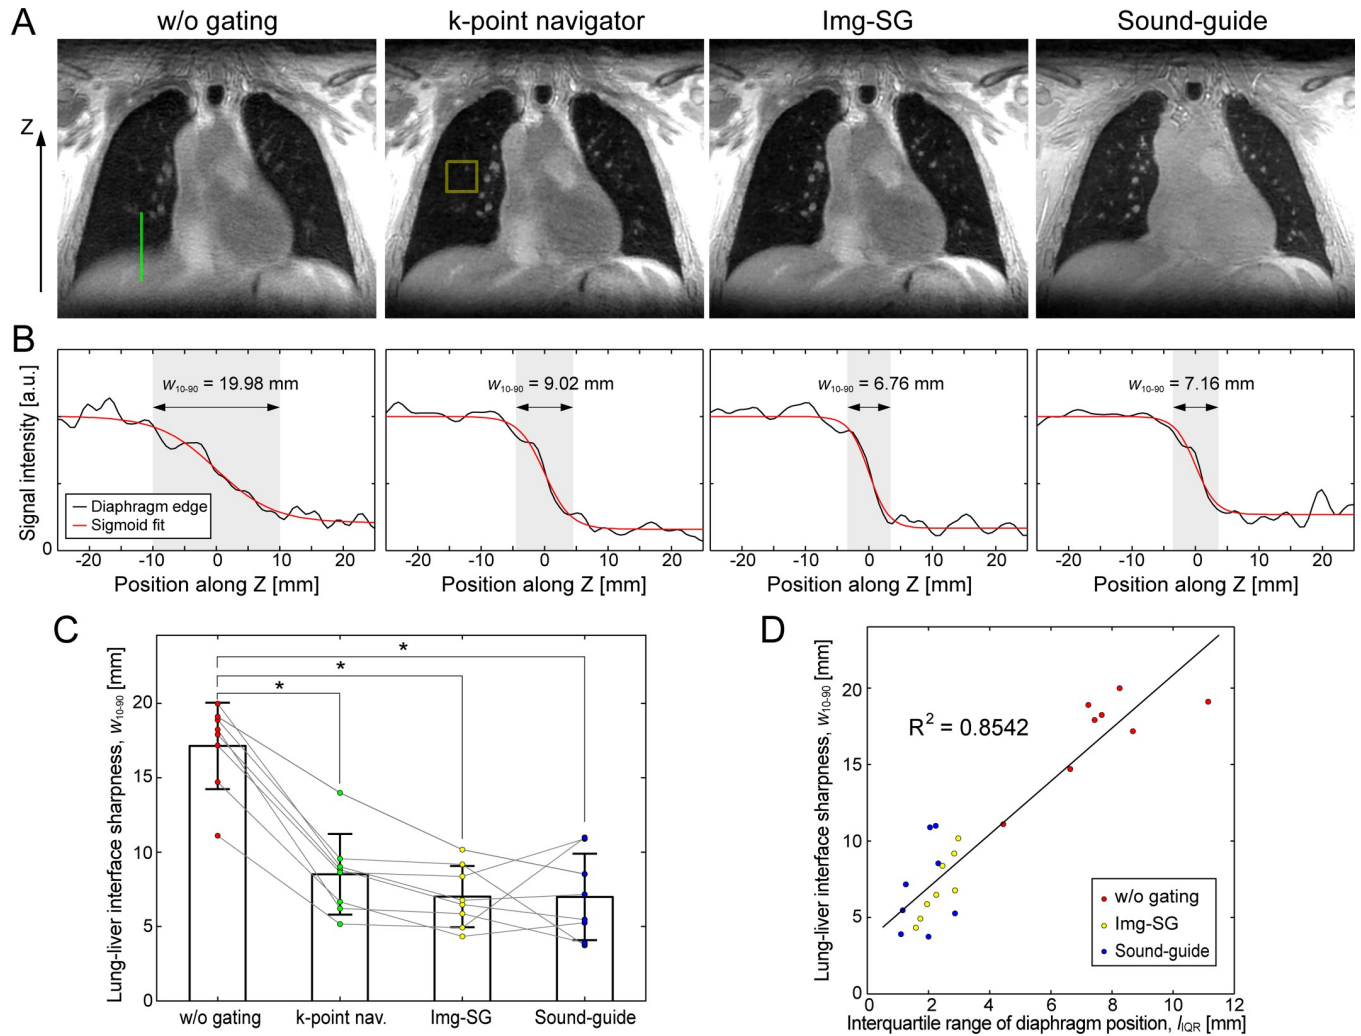 A
w/o gating
k-point navigator
Img-SG
Sound-guide
Z
B
Signal intensity [a.u.]
0
w10-90 = 19.98 mm
w10-90 = 9.02 mm
w10-90 = 6.76 mm
w10-90 = 7.16 mm
Diaphragm edge
Sigmoid fit
-20 -10 0 10 20
-20 -10 0 10 20
-20 -10 0 10 20
-20 -10 0 10 20
Position along Z [mm]
Position along Z [mm]
Position along Z [mm]
Position along Z [mm]
C
Lung-liver interface sharpness, w10-90 [mm]
20
15
10
5
0
*
*
*
w/o gating
k-point nav.
Img-SG
Sound-guide
D
Lung-liver interface sharpness, w10-90 [mm]
20
15
10
5
0
R2 = 0.8542
w/o gating
Img-SG
Sound-guide
0 2 4 6 8 10 12
Interquartile range of diaphragm position, IQR [mm]